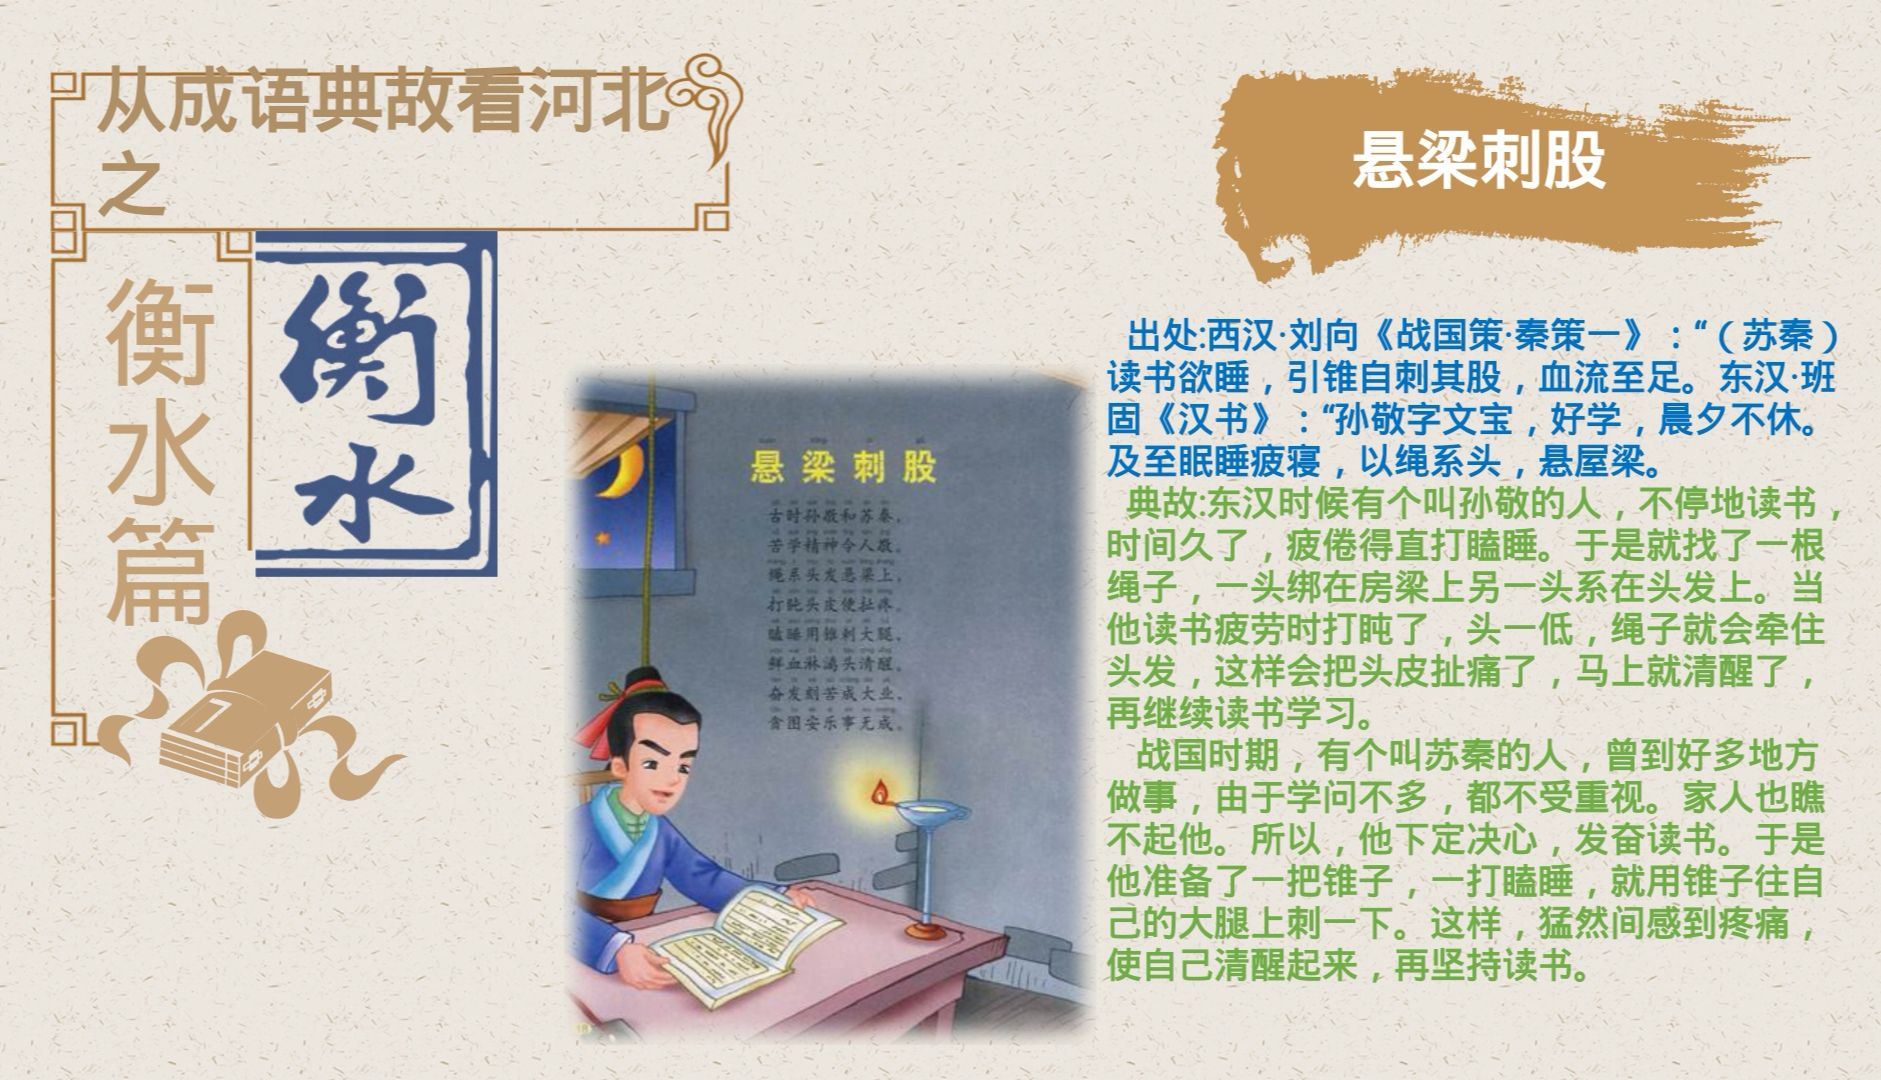 从成语典故看河北
之
衡水篇
衡水
悬梁刺股
悬梁刺股
古时孙敬和苏秦，
苦学精神令人敬。
绳系头发悬梁上，
打盹头皮便扯疼。
瞌睡用锥刺大腿，
鲜血淋漓头清醒。
奋发刻苦成大业，
贪图安乐事无成。
18
出处:西汉·刘向《战国策·秦策一》：“（苏秦）
读书欲睡，引锥自刺其股，血流至足。东汉·班
固《汉书》：“孙敬字文宝，好学，晨夕不休。
及至眠睡疲寝，以绳系头，悬屋梁。
典故:东汉时候有个叫孙敬的人，不停地读书，
时间久了，疲倦得直打瞌睡。于是就找了一根
绳子，一头绑在房梁上另一头系在头发上。当
他读书疲劳时打盹了，头一低，绳子就会牵住
头发，这样会把头皮扯痛了，马上就清醒了，
再继续读书学习。
战国时期，有个叫苏秦的人，曾到好多地方
做事，由于学问不多，都不受重视。家人也瞧
不起他。所以，他下定决心，发奋读书。于是
他准备了一把锥子，一打瞌睡，就用锥子往自
己的大腿上刺一下。这样，猛然间感到疼痛，
使自己清醒起来，再坚持读书。